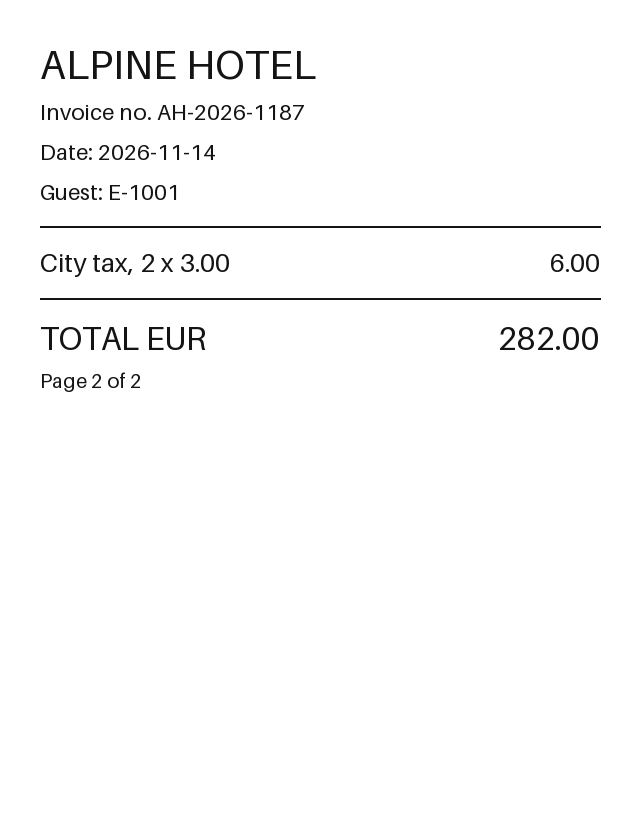 ALPINE HOTEL
Invoice no. AH-2026-1187
Date: 2026-11-14
Guest: E-1001
City tax, 2 x 3.00 6.00
TOTAL EUR 282.00
Page 2 of 2